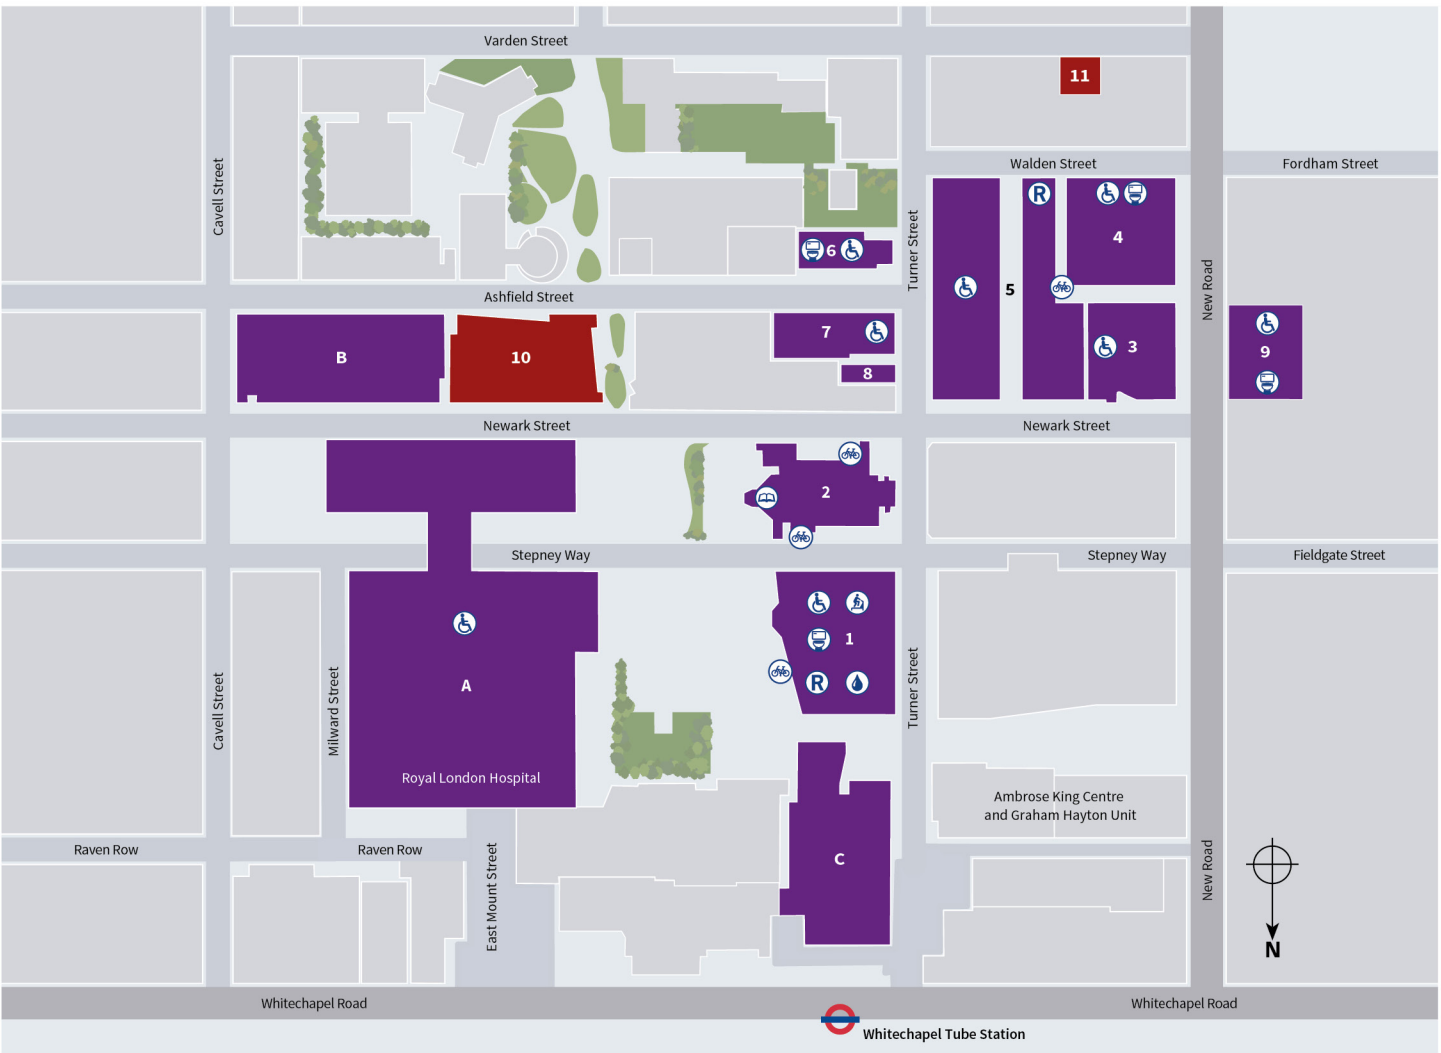 Varden Street
11
Cavell Street
Walden Street
Fordham Street
R
4
6
Turner Street
5
New Road
Ashfield Street
B
10
7
8
3
9
Newark Street
Newark Street
2
Stepney Way
Stepney Way
Fieldgate Street
1
R
A
Cavell Street
Milward Street
Turner Street
Royal London Hospital
Ambrose King Centre
and Graham Hayton Unit
Raven Row
Raven Row
East Mount Street
C
New Road
N
Whitechapel Road
Whitechapel Road
Whitechapel Tube Station